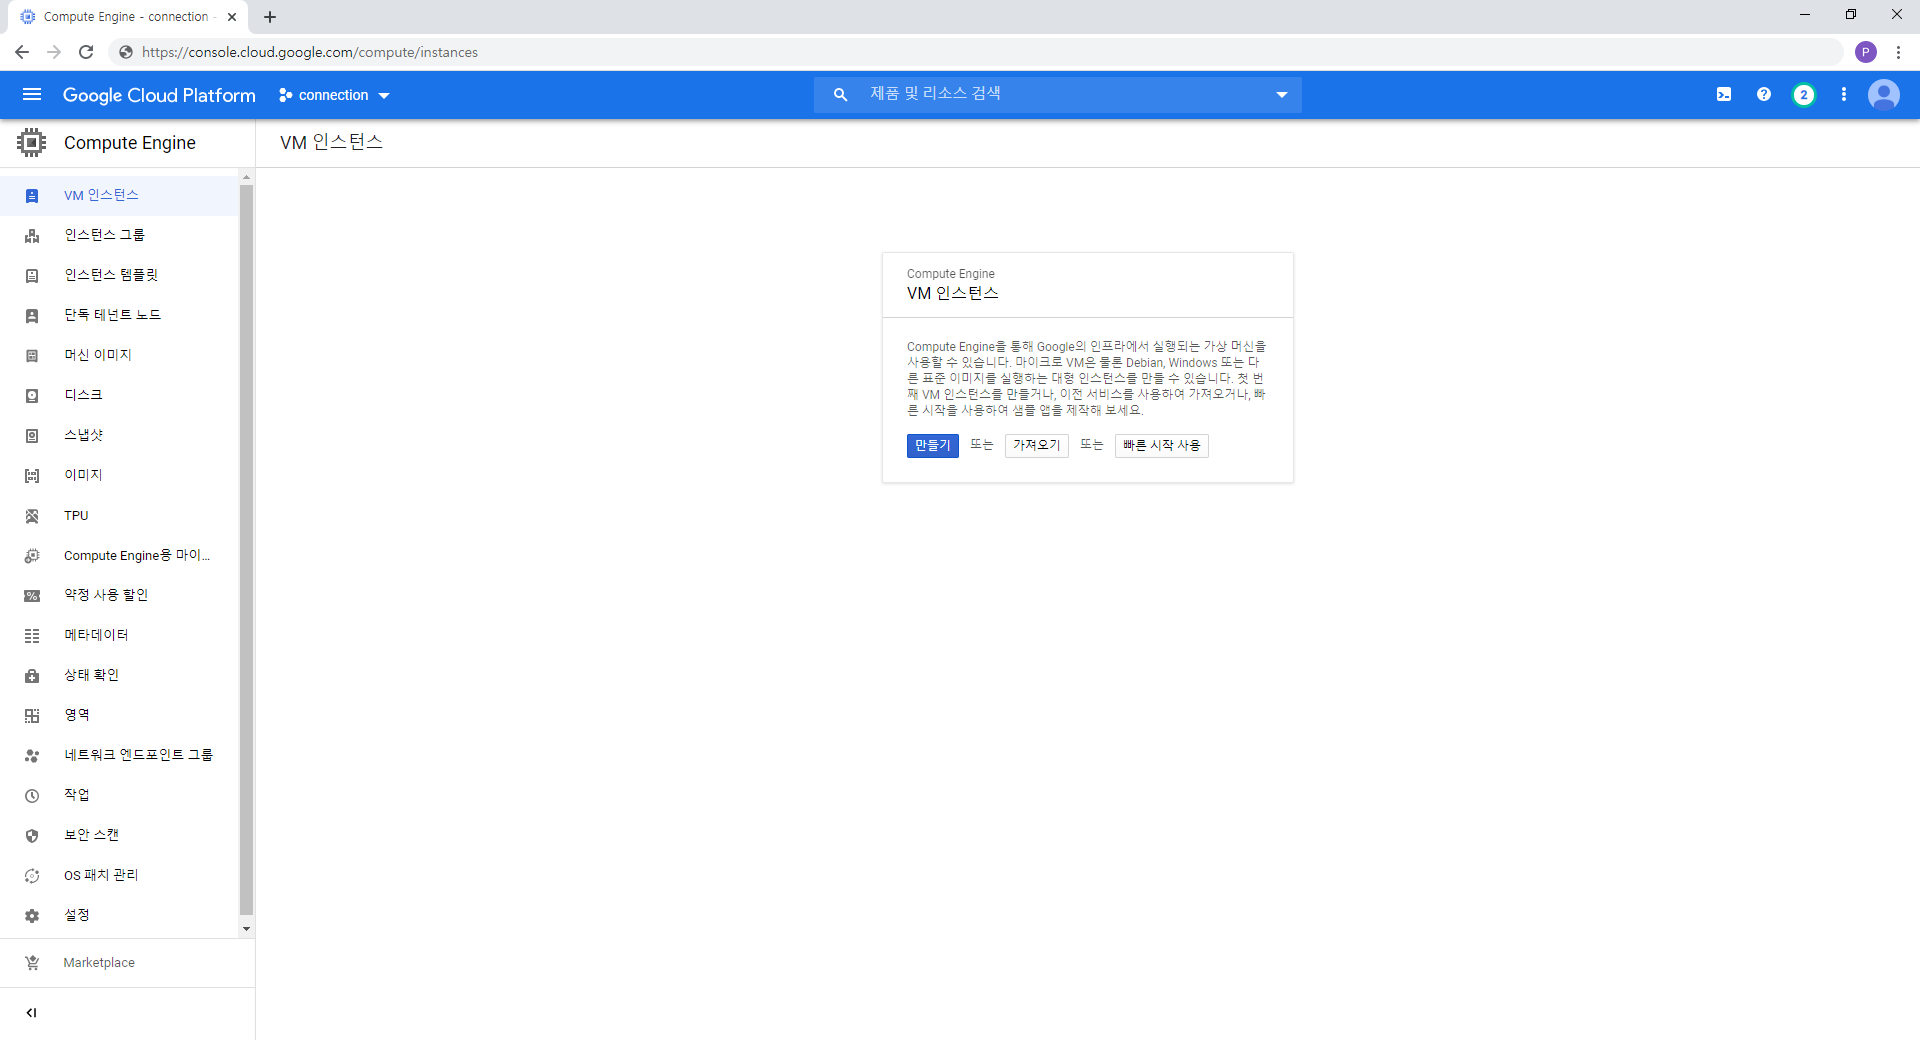 Compute Engine - connection -
https://console.cloud.google.com/compute/instances
P
Google Cloud Platform
connection
제품 및 리소스 검색
2
Compute Engine
VM 인스턴스
VM 인스턴스
인스턴스 그룹
인스턴스 템플릿
단독 테넌트 노드
머신 이미지
디스크
스냅샷
이미지
TPU
Compute Engine용 마이...
약정 사용 할인
메타데이터
상태 확인
영역
네트워크 엔드포인트 그룹
작업
보안 스캔
OS 패치 관리
설정
Marketplace
Compute Engine
VM 인스턴스
Compute Engine을 통해 Google의 인프라에서 실행되는 가상 머신을
사용할 수 있습니다. 마이크로 VM은 물론 Debian, Windows 또는 다
른 표준 이미지를 실행하는 대형 인스턴스를 만들 수 있습니다. 첫 번
째 VM 인스턴스를 만들거나, 이전 서비스를 사용하여 가져오거나, 빠
른 시작을 사용하여 샘플 앱을 제작해 보세요.
만들기 또는 가져오기 또는 빠른 시작 사용